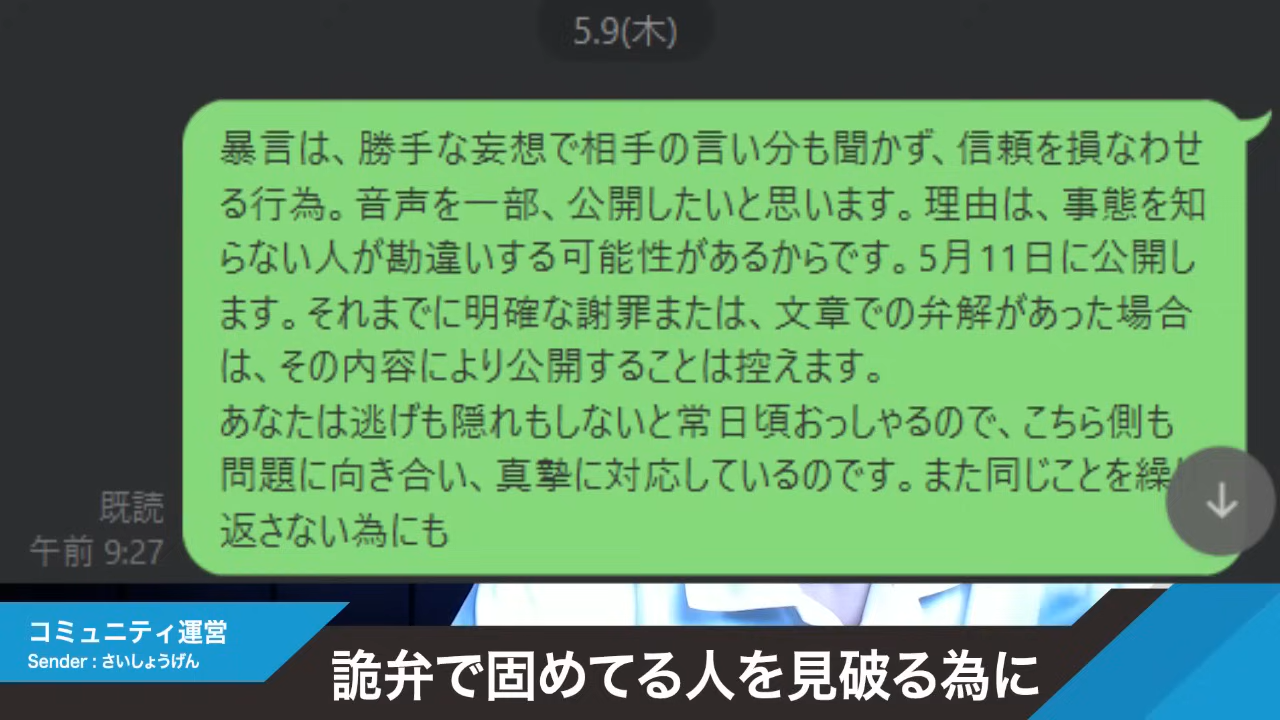 5.9(木)
暴言は、勝手な妄想で相手の言い分も聞かず、信頼を損なわせ
る行為。音声を一部、公開したいと思います。理由は、事態を知
らない人が勘違いする可能性があるからです。5月11日に公開し
ます。それまでに明確な謝罪または、文章での弁解があった場合
は、その内容により公開することは控えます。
あなたは逃げも隠れもしないと常日頃おっしゃるので、こちら側も
問題に向き合い、真摯に対応しているのです。また同じことを繰り
返さない為にも
既読
午前 9:27
コミュニティ運営
Sender : さいしょうげん
詭弁で固めてる人を見破る為に